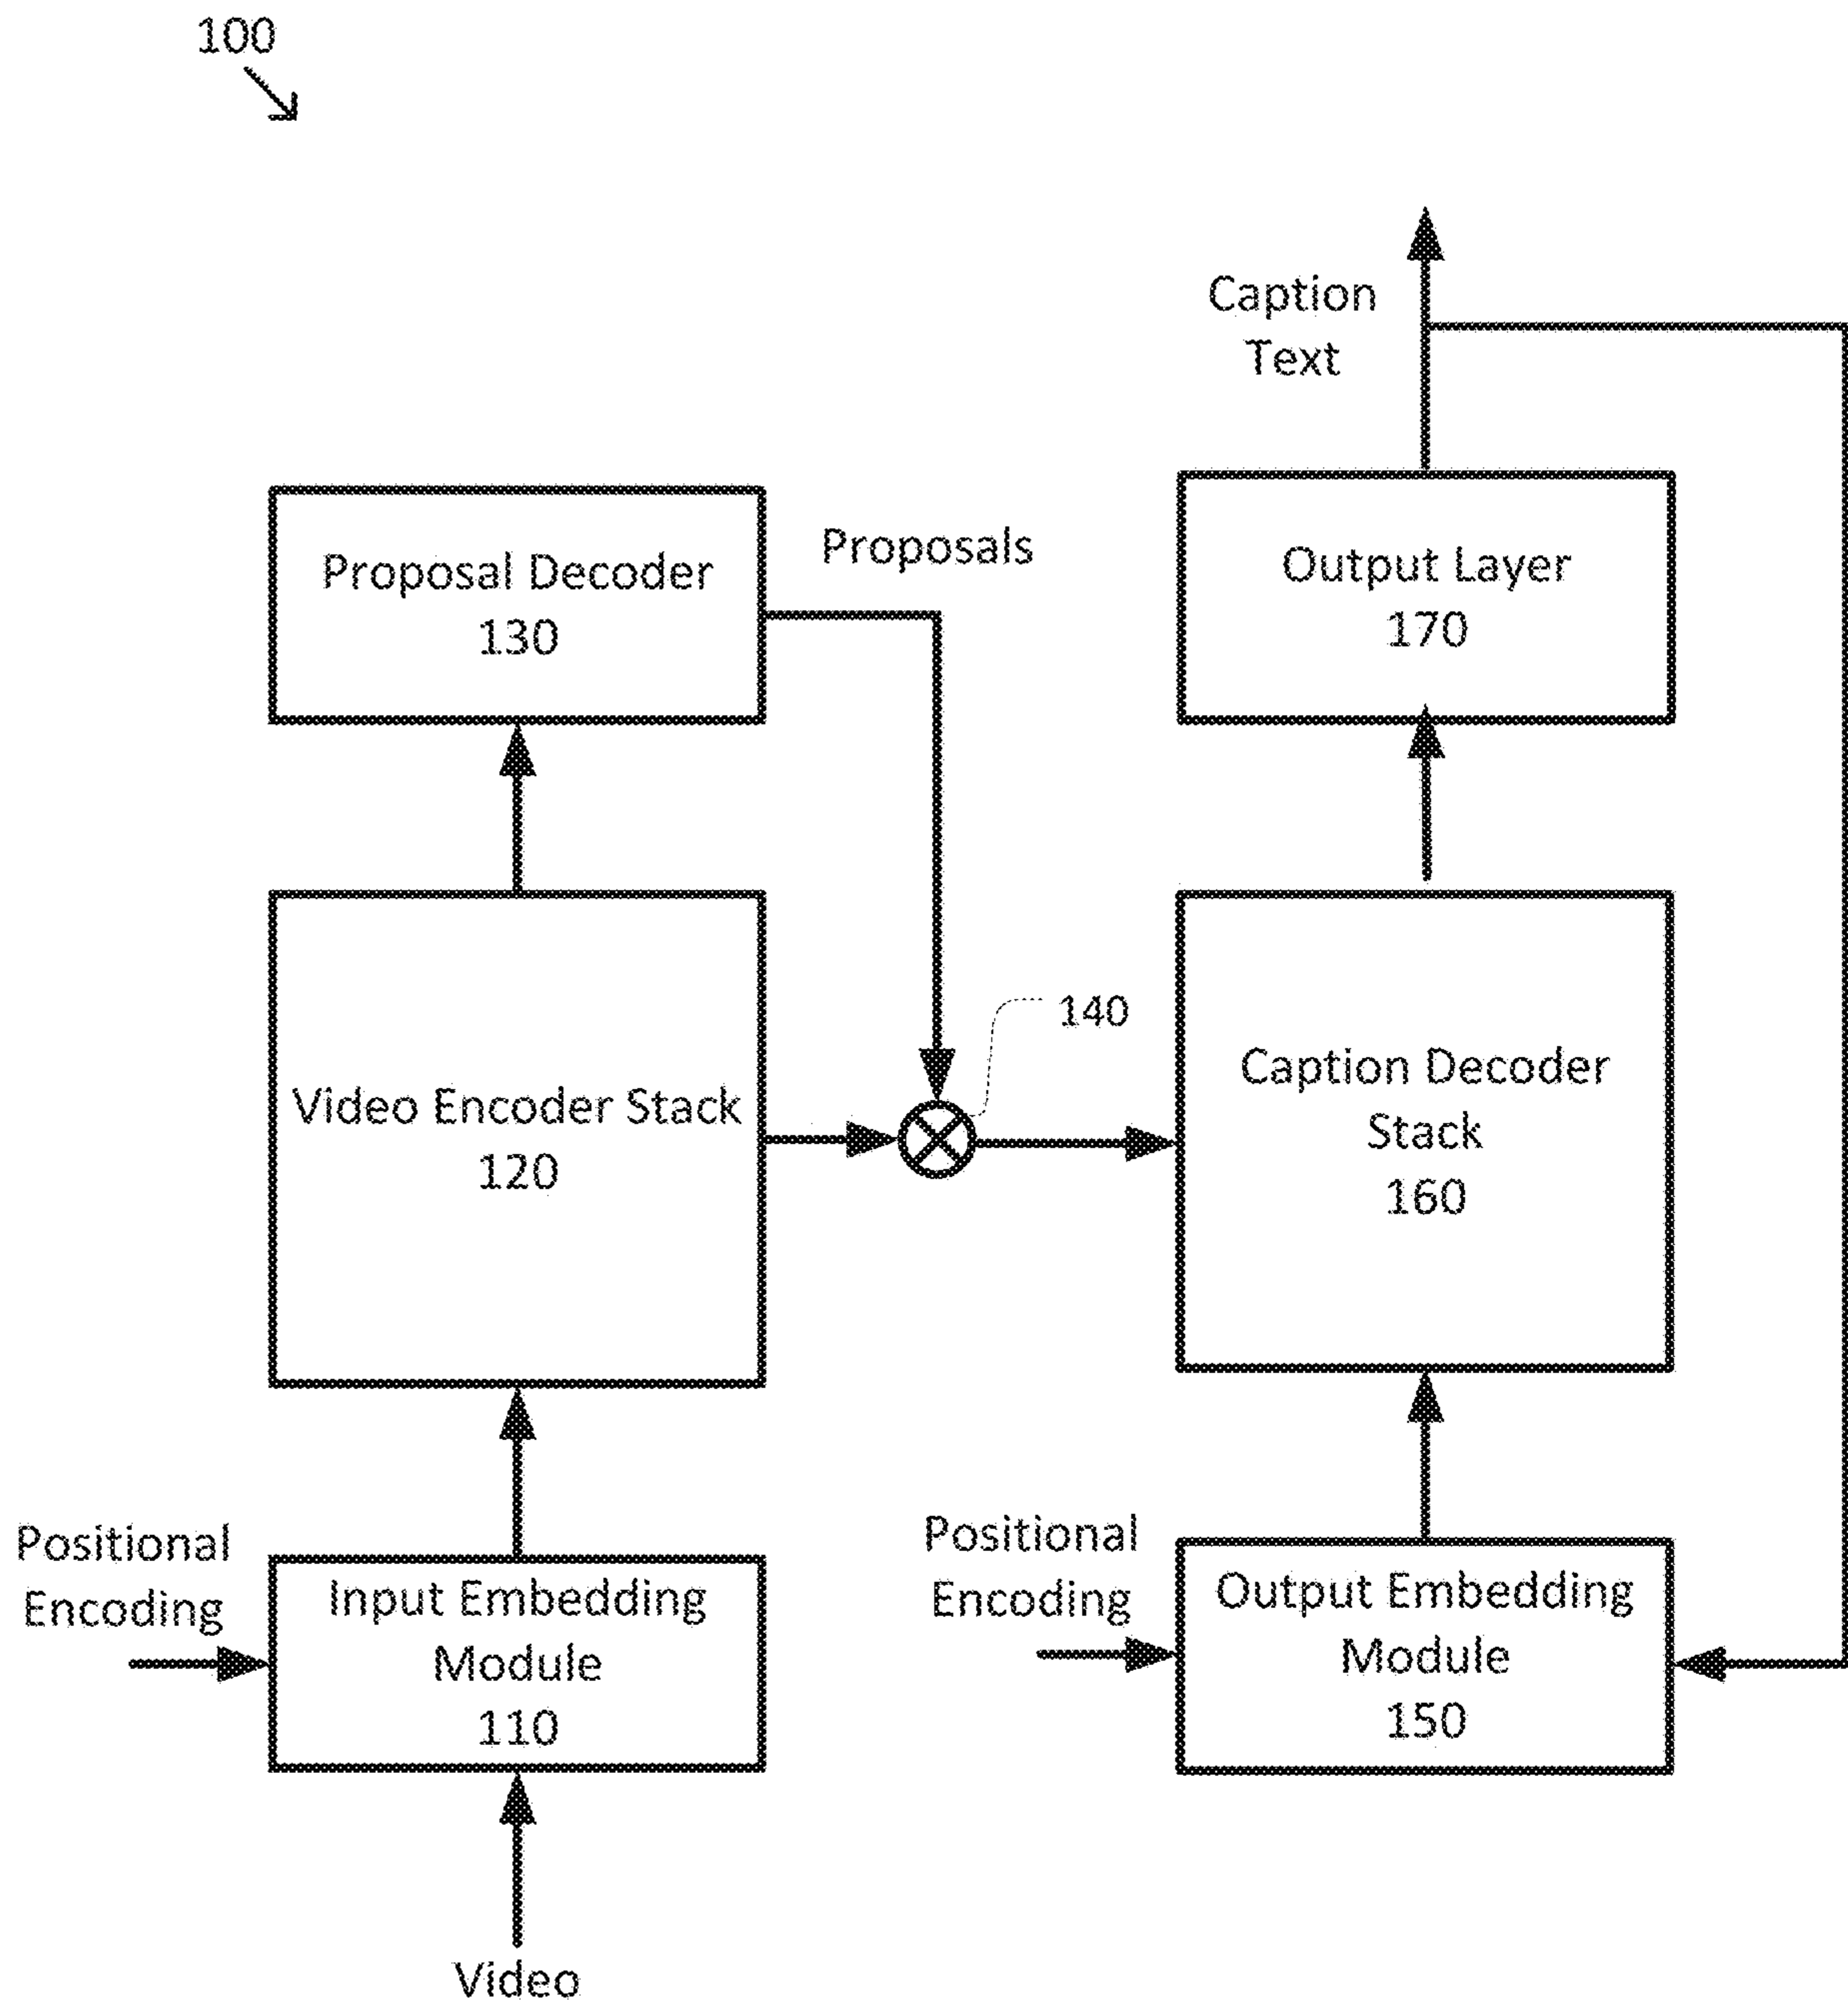 100
Caption
Text
Proposal Decoder
130
Proposals
Output Layer
170
140
Video Encoder Stack
120
Caption Decoder
Stack
160
Positional
Encoding
Input Embedding
Module
110
Positional
Encoding
Output Embedding
Module
150
Video